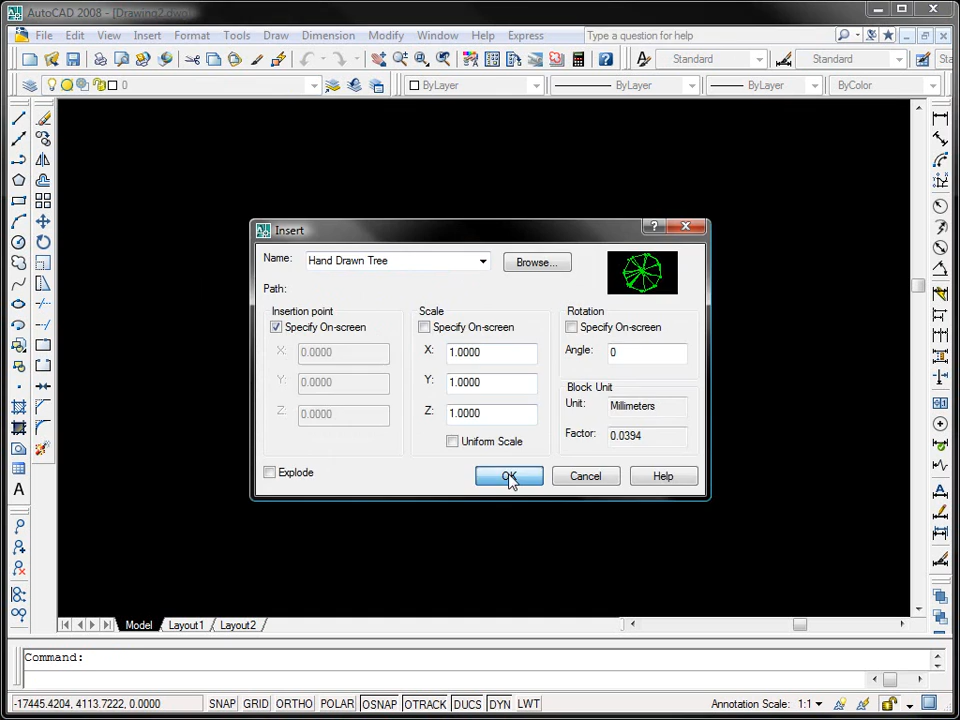 AutoCAD 2008 - [Drawing2.dwg]
File Edit View Insert Format Tools Draw Dimension Modify Window Help Express Type a question for help
Standard Standard Sta
0 ByLayer ByLayer ByLayer ByColor
Insert
Name: Hand Drawn Tree Browse...
Path:
Insertion point Scale Rotation
Specify On-screen Specify On-screen Specify On-screen
X: 0.0000 X: 1.0000 Angle: 0
Y: 0.0000 Y: 1.0000 Block Unit
Unit: Millimeters
Z: 0.0000 Z: 1.0000
Factor: 0.0394
Uniform Scale
Explode OK Cancel Help
Model Layout1 Layout2
Command:
-17445.4204, 4113.7222, 0.0000 SNAP GRID ORTHO POLAR OSNAP OTRACK DUCS DYN LWT Annotation Scale: 1:1